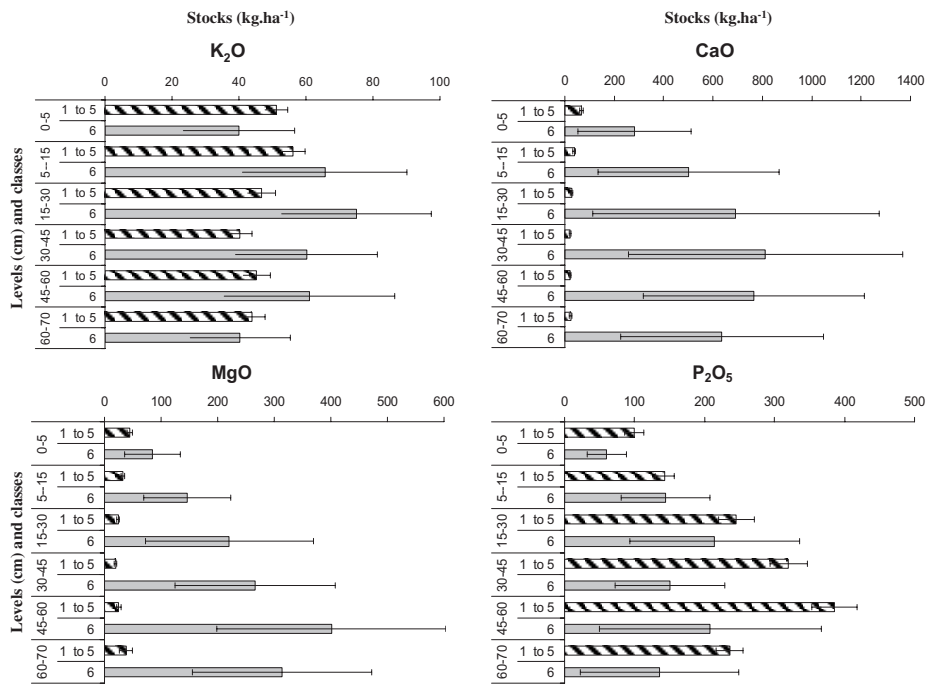 Stocks (kg.ha⁻¹)
K₂O
0 20 40 60 80 100
Levels (cm) and classes
0-5
1 to 5
6
5--15
1 to 5
6
15-30
1 to 5
6
30-45
1 to 5
6
45-60
1 to 5
6
60-70
1 to 5
6
Stocks (kg.ha⁻¹)
CaO
0 200 400 600 800 1000 1200 1400
0-5
1 to 5
6
5--15
1 to 5
6
15-30
1 to 5
6
30-45
1 to 5
6
45-60
1 to 5
6
60-70
1 to 5
6
MgO
0 100 200 300 400 500 600
Levels (cm) and classes
0-5
1 to 5
6
5--15
1 to 5
6
15-30
1 to 5
6
30-45
1 to 5
6
45-60
1 to 5
6
60-70
1 to 5
6
P₂O₅
0 100 200 300 400 500
0-5
1 to 5
6
5--15
1 to 5
6
15-30
1 to 5
6
30-45
1 to 5
6
45-60
1 to 5
6
60-70
1 to 5
6